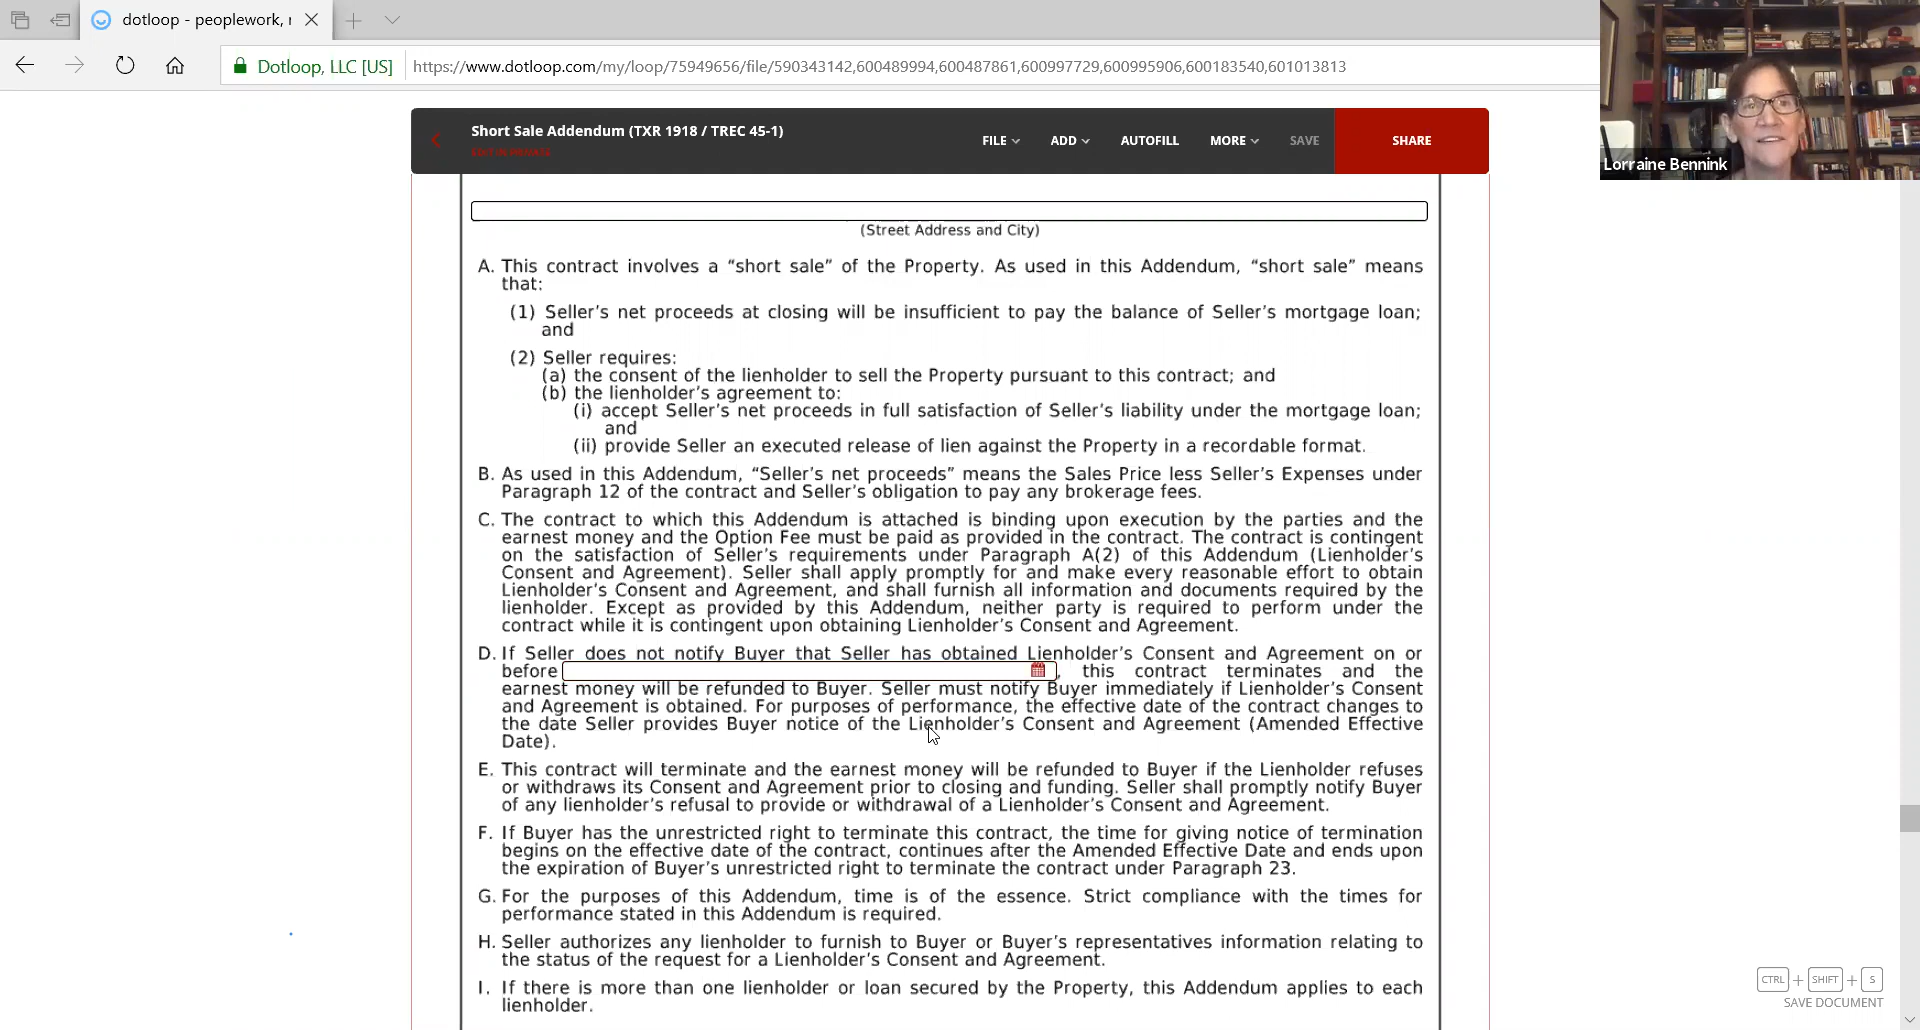 dotloop - peoplework, r
Dotloop, LLC [US]
https://www.dotloop.com/my/loop/75949656/file/590343142,600489994,600487861,600997729,600995906,600183540,601013813
Lorraine Bennink
Short Sale Addendum (TXR 1918 / TREC 45-1)
EDIT IN PRIVATE
FILE
ADD
AUTOFILL
MORE
SAVE
SHARE
(Street Address and City)
A. This contract involves a “short sale” of the Property. As used in this Addendum, “short sale” means
that:
(1) Seller’s net proceeds at closing will be insufficient to pay the balance of Seller’s mortgage loan;
and
(2) Seller requires:
(a) the consent of the lienholder to sell the Property pursuant to this contract; and
(b) the lienholder’s agreement to:
(i) accept Seller’s net proceeds in full satisfaction of Seller’s liability under the mortgage loan;
and
(ii) provide Seller an executed release of lien against the Property in a recordable format.
B. As used in this Addendum, “Seller’s net proceeds” means the Sales Price less Seller’s Expenses under
Paragraph 12 of the contract and Seller’s obligation to pay any brokerage fees.
C. The contract to which this Addendum is attached is binding upon execution by the parties and the
earnest money and the Option Fee must be paid as provided in the contract. The contract is contingent
on the satisfaction of Seller’s requirements under Paragraph A(2) of this Addendum (Lienholder’s
Consent and Agreement). Seller shall apply promptly for and make every reasonable effort to obtain
Lienholder’s Consent and Agreement, and shall furnish all information and documents required by the
lienholder. Except as provided by this Addendum, neither party is required to perform under the
contract while it is contingent upon obtaining Lienholder’s Consent and Agreement.
D. If Seller does not notify Buyer that Seller has obtained Lienholder’s Consent and Agreement on or
before , this contract terminates and the
earnest money will be refunded to Buyer. Seller must notify Buyer immediately if Lienholder’s Consent
and Agreement is obtained. For purposes of performance, the effective date of the contract changes to
the date Seller provides Buyer notice of the Lienholder’s Consent and Agreement (Amended Effective
Date).
E. This contract will terminate and the earnest money will be refunded to Buyer if the Lienholder refuses
or withdraws its Consent and Agreement prior to closing and funding. Seller shall promptly notify Buyer
of any lienholder’s refusal to provide or withdrawal of a Lienholder’s Consent and Agreement.
F. If Buyer has the unrestricted right to terminate this contract, the time for giving notice of termination
begins on the effective date of the contract, continues after the Amended Effective Date and ends upon
the expiration of Buyer’s unrestricted right to terminate the contract under Paragraph 23.
G. For the purposes of this Addendum, time is of the essence. Strict compliance with the times for
performance stated in this Addendum is required.
H. Seller authorizes any lienholder to furnish to Buyer or Buyer’s representatives information relating to
the status of the request for a Lienholder’s Consent and Agreement.
I. If there is more than one lienholder or loan secured by the Property, this Addendum applies to each
lienholder.
CTRL + SHIFT + S
SAVE DOCUMENT